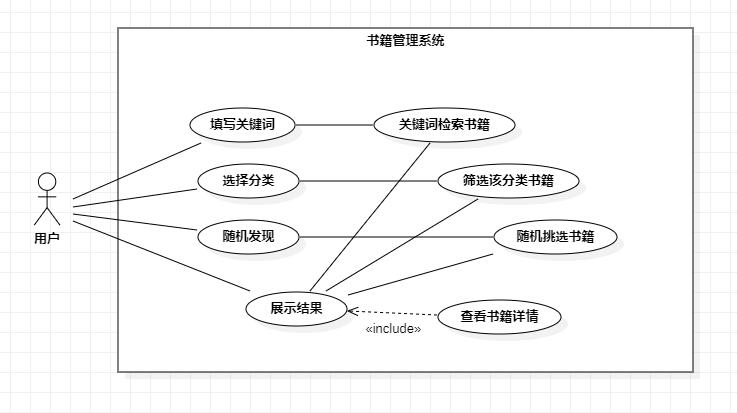 书籍管理系统
填写关键词
关键词检索书籍
选择分类
筛选该分类书籍
用户
随机发现
随机挑选书籍
展示结果
查看书籍详情
«include»